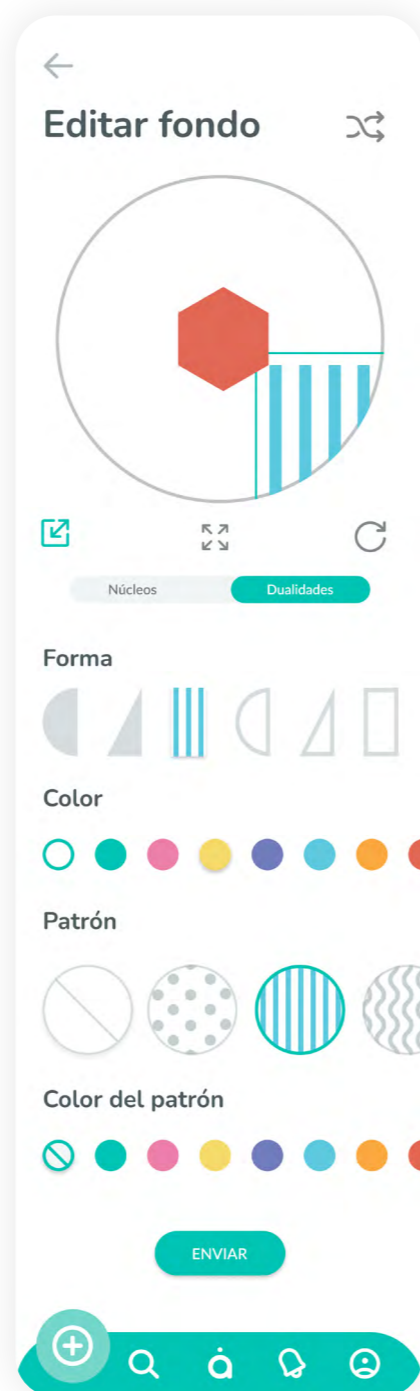 Editar fondo
Núcleos
Dualidades
Forma
Color
Patrón
Color del patrón
ENVIAR